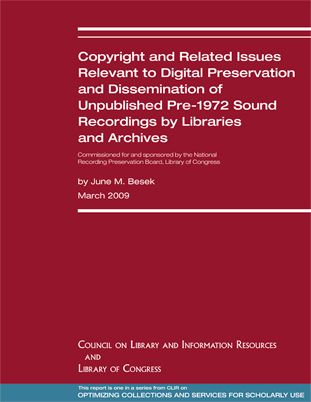 Copyright and Related Issues
Relevant to Digital Preservation
and Dissemination of
Unpublished Pre-1972 Sound
Recordings by Libraries
and Archives
Commissioned for and sponsored by the National
Recording Preservation Board, Library of Congress
by June M. Besek
March 2009
Council on Library and Information Resources
and
Library of Congress
This report is one in a series from CLIR on
OPTIMIZING COLLECTIONS AND SERVICES FOR SCHOLARLY USE